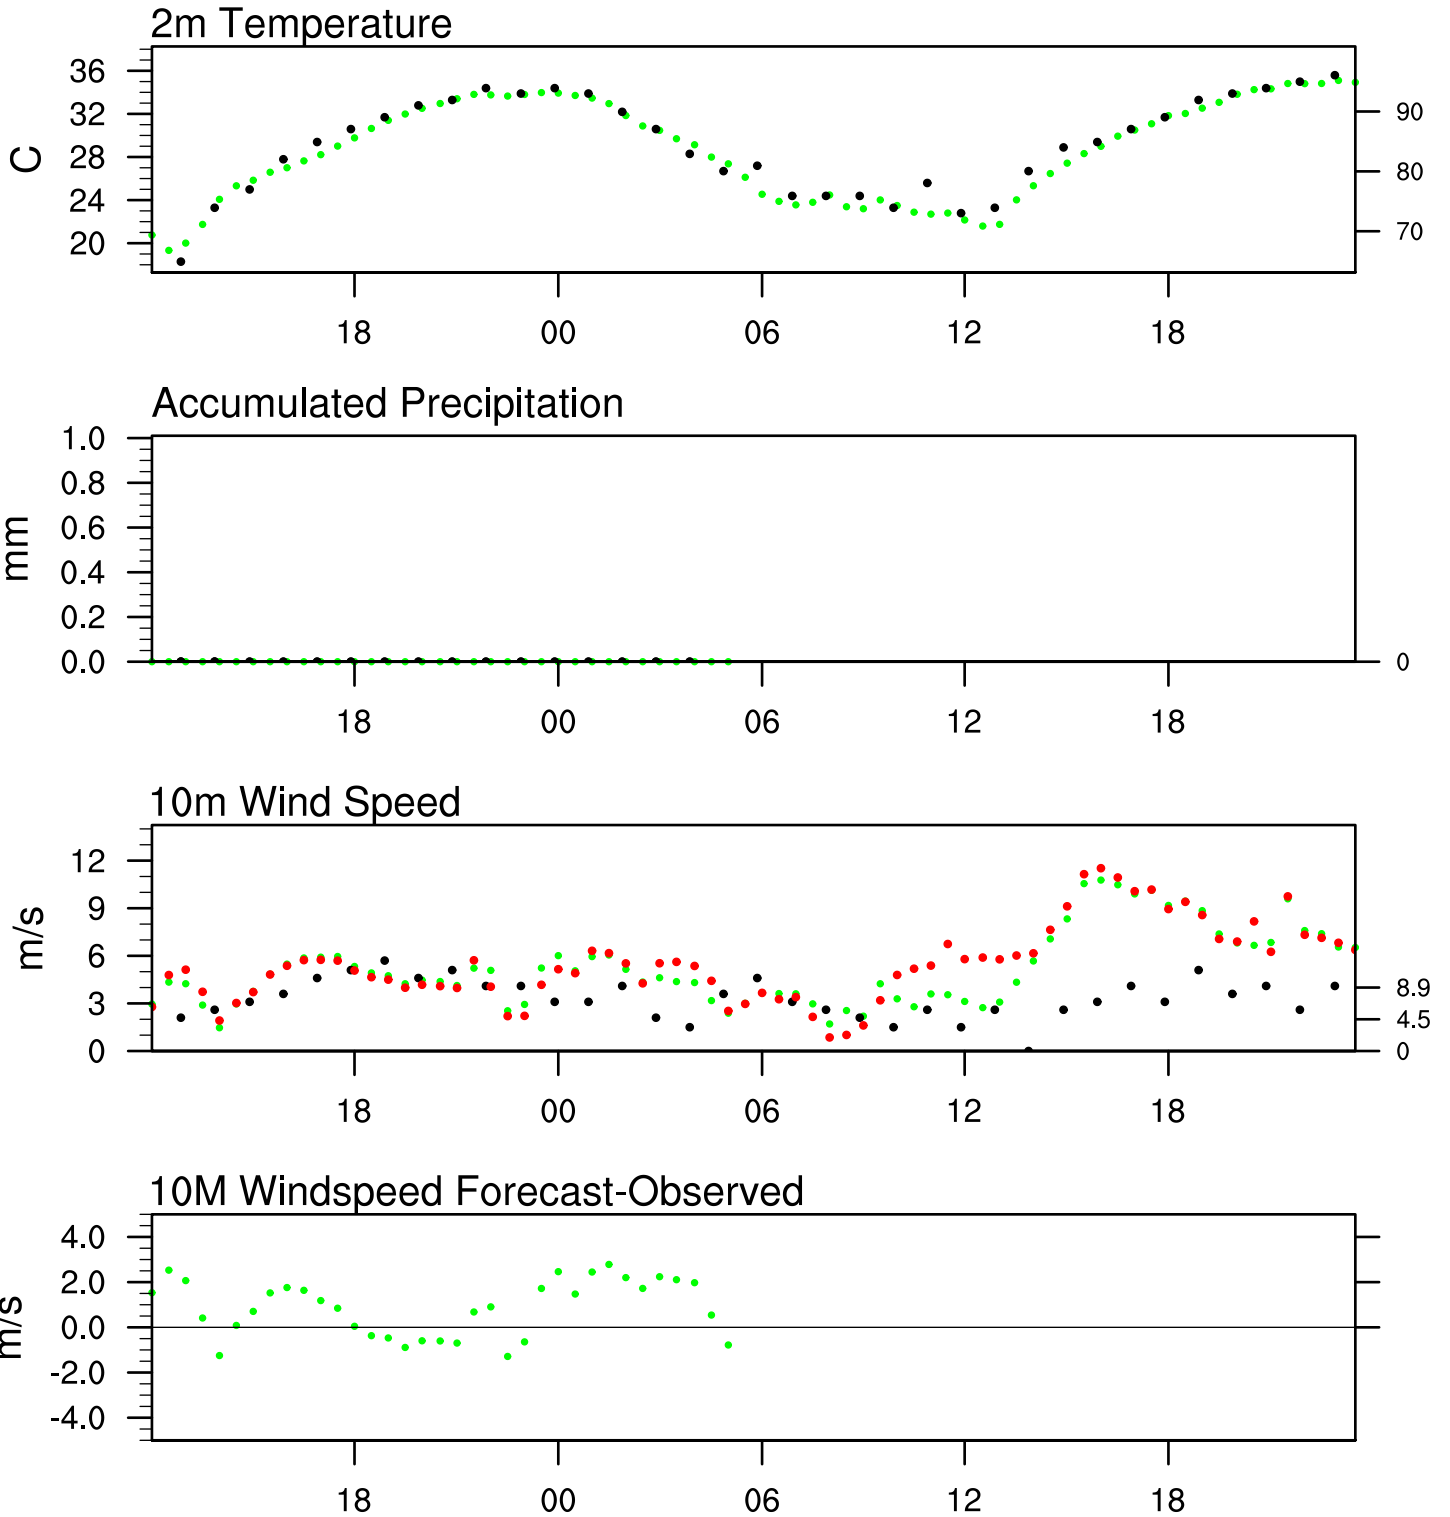 2m Temperature
36
32
28
24
20
C
90
80
70
18 00 06 12 18
Accumulated Precipitation
1.0
0.8
0.6
0.4
0.2
0.0
mm
0
18 00 06 12 18
10m Wind Speed
12
9
6
3
0
m/s
8.9
4.5
0
18 00 06 12 18
10M Windspeed Forecast-Observed
4.0
2.0
0.0
-2.0
-4.0
m/s
18 00 06 12 18